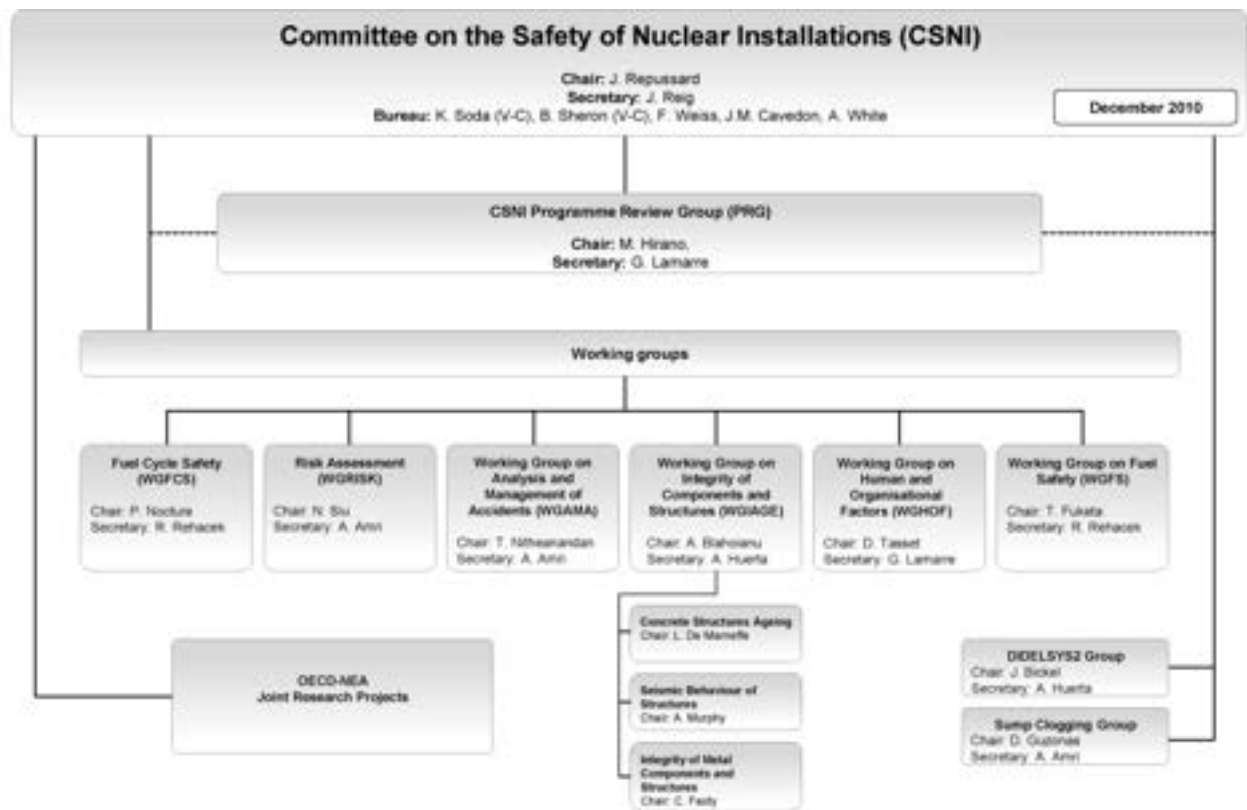 Committee on the Safety of Nuclear Installations (CSNI)
Chair: J. Repussard
Secretary: J. Reig
Bureau: K. Soda (V-C), B. Sheron (V-C), F. Weiss, J.M. Cavedon, A. White
December 2010
CSNI Programme Review Group (PRG)
Chair: M. Hirano,
Secretary: G. Lamarre
Working groups
Fuel Cycle Safety
(WGFCS)
Chair: P. Nocture
Secretary: R. Rehacek
Risk Assessment
(WGRISK)
Chair: N. Siu
Secretary: A. Amri
Working Group on
Analysis and
Management of
Accidents (WGAMA)
Chair: T. Nitheanandan
Secretary: A. Amri
Working Group on
Integrity of
Components and
Structures (WGIAGE)
Chair: A. Blahoianu
Secretary: A. Huerta
Working Group on
Human and
Organisational
Factors (WGHOF)
Chair: D. Tasset
Secretary: G. Lamarre
Working Group on Fuel
Safety (WGFS)
Chair: T. Fuketa
Secretary: R. Rehacek
Concrete Structures Ageing
Chair: L. De Marneffe
Seismic Behaviour of
Structures
Chair: A. Murphy
Integrity of Metal
Components and
Structures
Chair: C. Faidy
OECD-NEA
Joint Research Projects
DIDELSYS2 Group
Chair: J. Bickel
Secretary: A. Huerta
Sump Clogging Group
Chair: D. Guzonas
Secretary: A. Amri